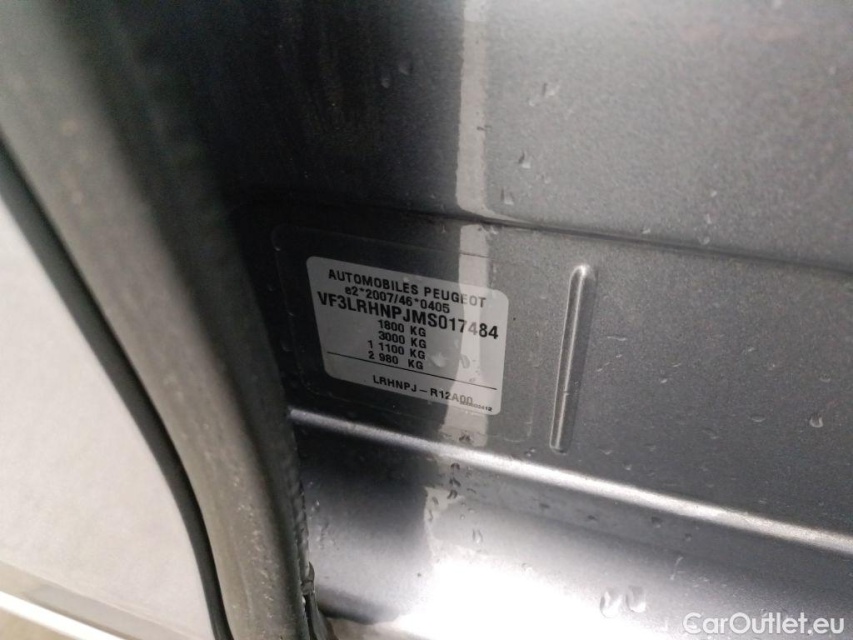 AUTOMOBILES PEUGEOT
e2*2007/46*0405
VF3LRHNPJMS017484
1800 KG
3000 KG
1 1100 KG
2 980 KG
LRHNPJ-R12A00
CarOutlet.eu